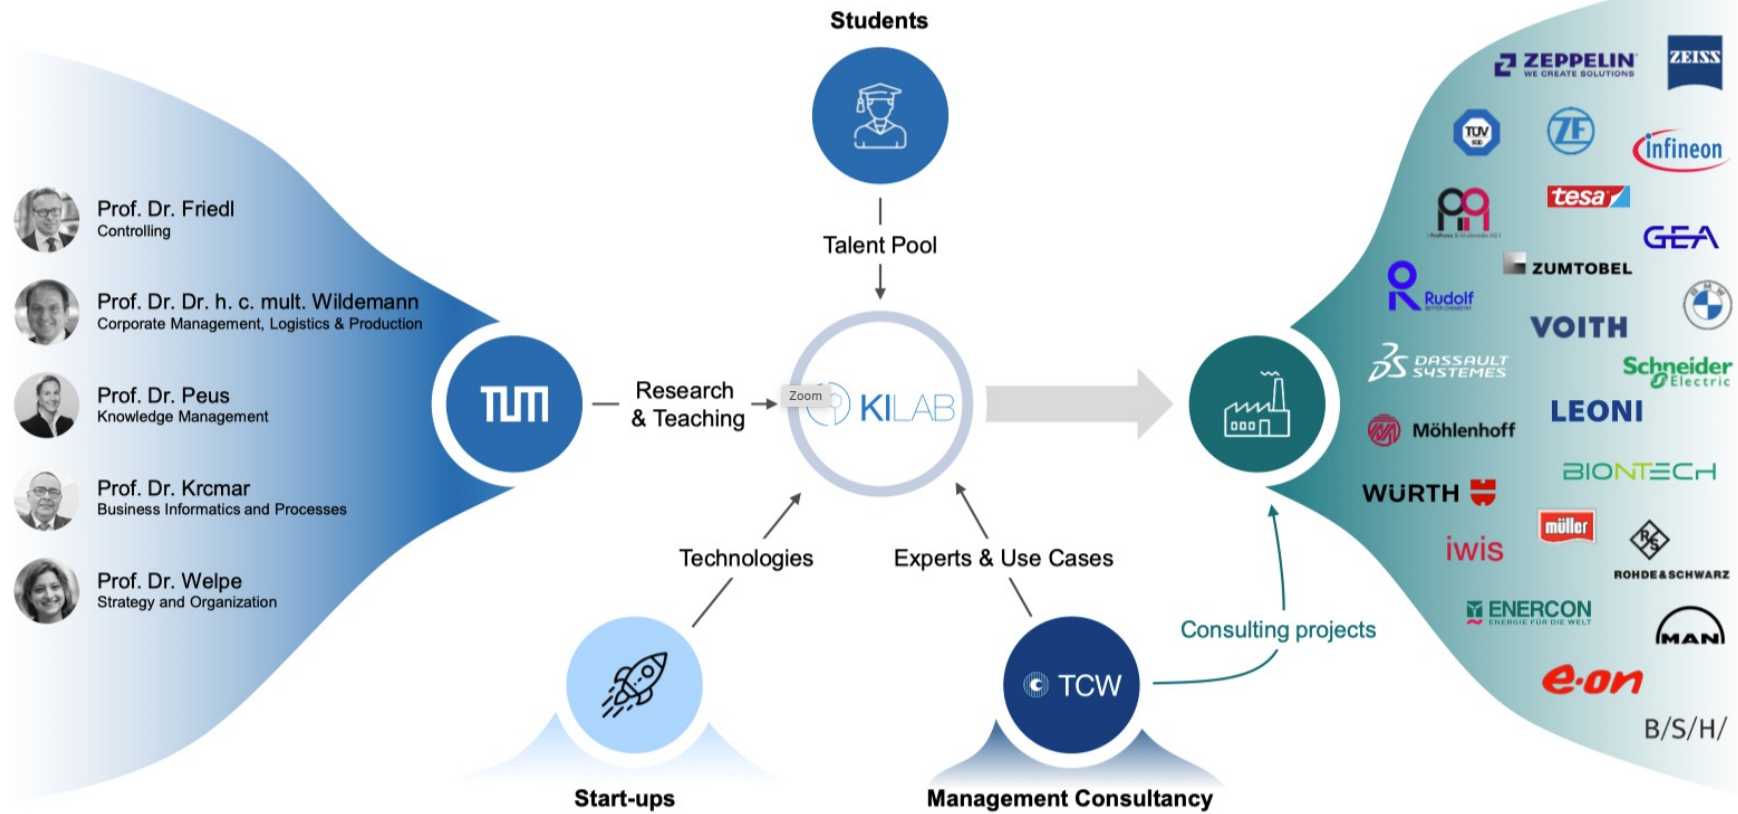 Students
Talent Pool
Prof. Dr. Friedl
Controlling
Prof. Dr. Dr. h. c. mult. Wildemann
Corporate Management, Logistics & Production
Prof. Dr. Peus
Knowledge Management
Prof. Dr. Krcmar
Business Informatics and Processes
Prof. Dr. Welpe
Strategy and Organization
TUM
Research
& Teaching
Zoom
KILAB
Technologies
Experts & Use Cases
Start-ups
TCW
Management Consultancy
Consulting projects
ZEPPELIN
WE CREATE SOLUTIONS
ZEISS
TÜV
SÜD
ZF
infineon
tesa
GEA
ZUMTOBEL
Rudolf
BETTER CHEMISTRY
BMW
VOITH
DASSAULT
SYSTEMES
Schneider
Electric
LEONI
Möhlenhoff
BIONTECH
WÜRTH
müller
iwis
R&S
ROHDE&SCHWARZ
ENERCON
ENERGIE FÜR DIE WELT
MAN
e·on
B/S/H/